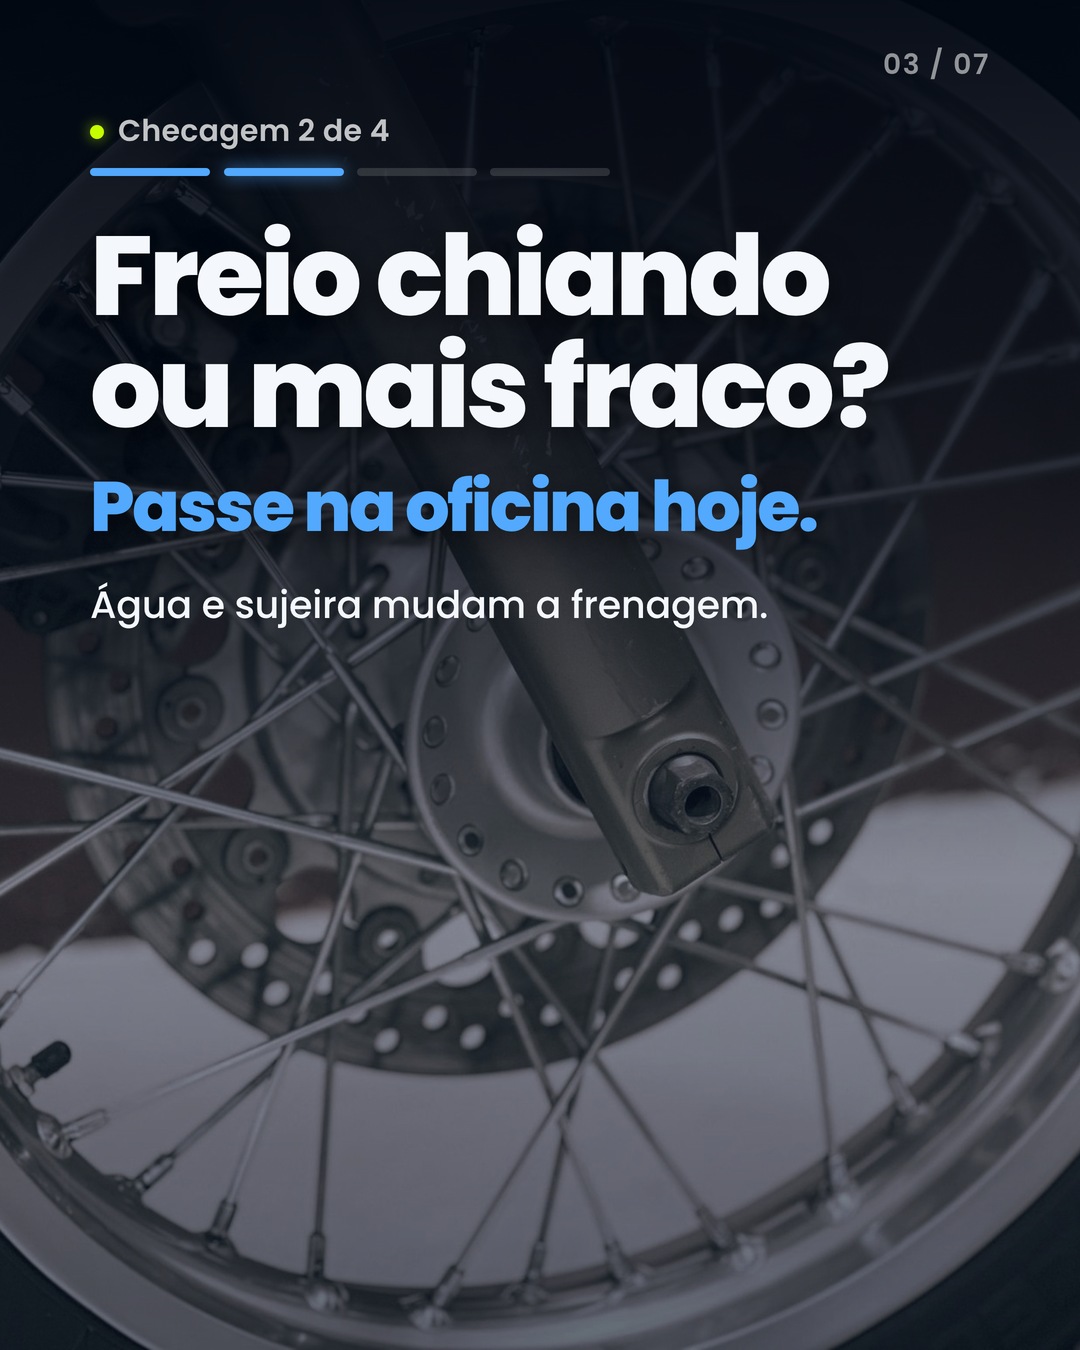 03 / 07
Checagem 2 de 4
Freio chiando
ou mais fraco?
Passe na oficina hoje.
Água e sujeira mudam a frenagem.